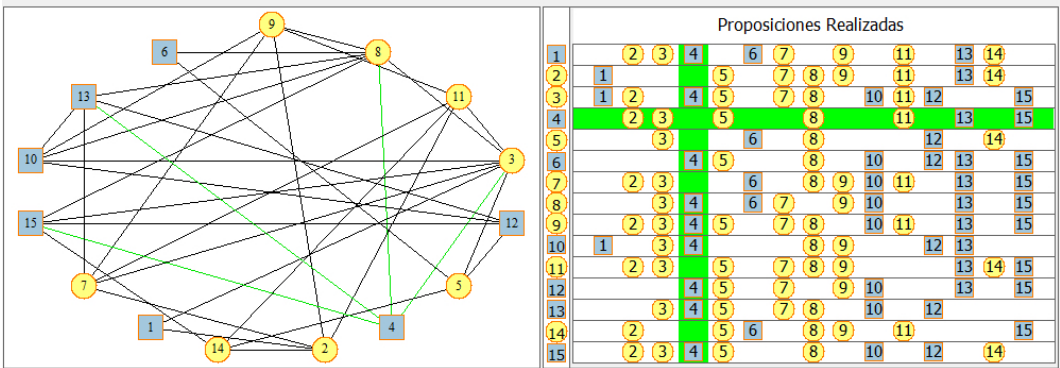 9
8
6
11
13
10
3
15
12
7
5
1
4
14
2
Proposiciones Realizadas
1 2 3 4 6 7 9 11 13 14
2 1 5 7 8 9 11 13 14
3 1 2 4 5 7 8 10 11 12 15
4 2 3 5 8 11 13 15
5 3 6 8 12 14
6 4 5 8 10 12 13 15
7 2 3 6 8 9 10 11 13 15
8 3 4 6 7 9 10 13 15
9 2 3 4 5 7 8 10 11 13 15
10 1 3 4 8 9 12 13
11 2 3 5 7 8 9 13 14 15
12 4 5 7 8 9 10 13 15
13 3 4 5 7 8 10 12
14 2 5 6 8 9 11 15
15 2 3 4 5 8 10 12 14